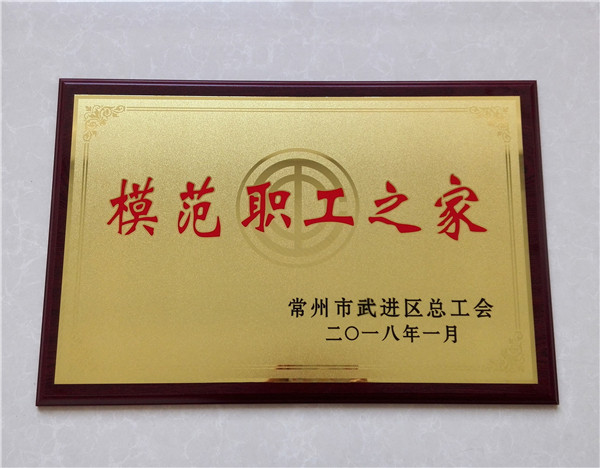 模范职工之家
常州市武进区总工会
二〇一八年一月